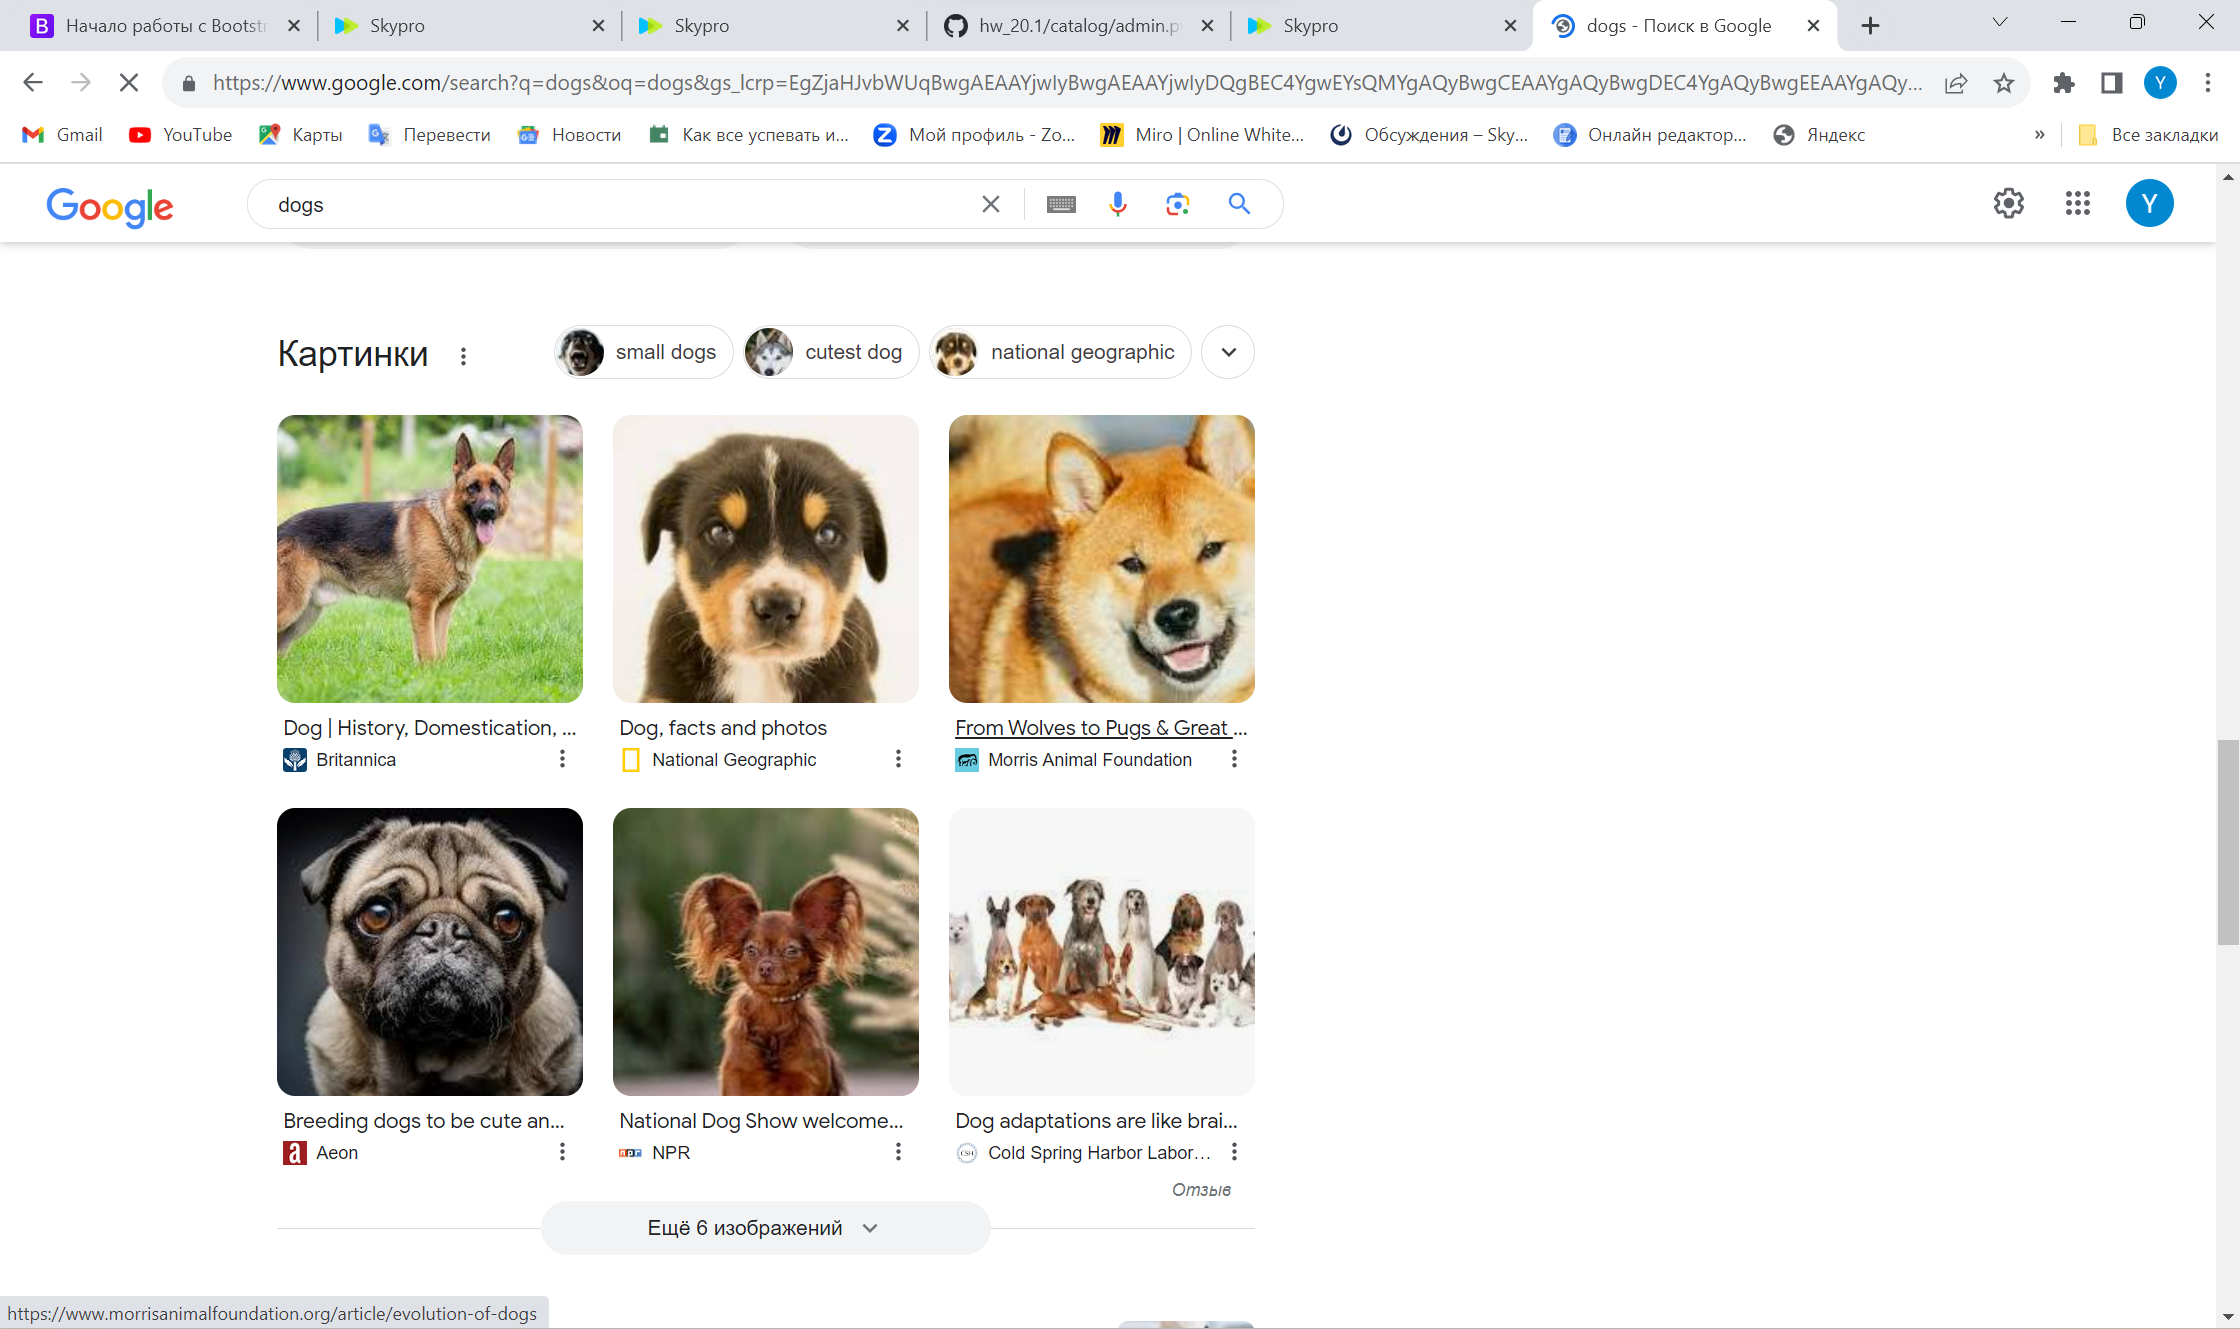 Начало работы с Bootstr
Skypro
Skypro
hw_20.1/catalog/admin.p
Skypro
dogs - Поиск в Google
https://www.google.com/search?q=dogs&oq=dogs&gs_lcrp=EgZjaHJvbWUqBwgAEAAYjwIyBwgAEAAYjwIyDQgBEC4YgwEYsQMYgAQyBwgCEAAYgAQyBwgDEC4YgAQyBwgEEAAYgAQy...
Y
Gmail
YouTube
Карты
Перевести
Новости
Как все успевать и...
Мой профиль - Zo...
Miro | Online White...
Обсуждения – Sky...
Онлайн редактор...
Яндекс
»
Все закладки
Google
dogs
Y
Картинки
small dogs
cutest dog
national geographic
Dog | History, Domestication, ...
Britannica
Dog, facts and photos
National Geographic
From Wolves to Pugs & Great ...
Morris Animal Foundation
Breeding dogs to be cute an...
Aeon
National Dog Show welcome...
NPR
Dog adaptations are like brai...
Cold Spring Harbor Labor...
Отзыв
Ещё 6 изображений
https://www.morrisanimalfoundation.org/article/evolution-of-dogs